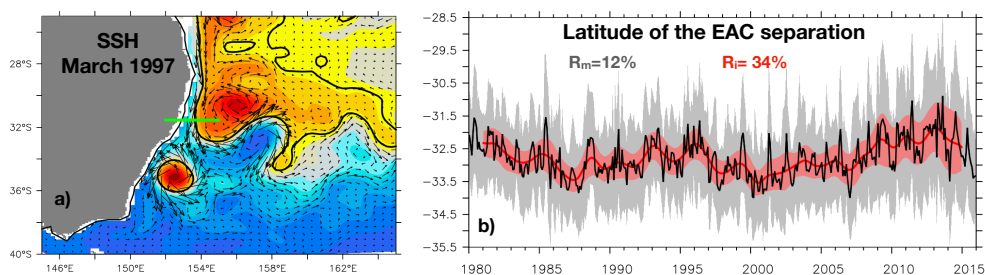 SSH
March 1997
28°S
32°S
36°S
40°S
a)
146°E
150°E
154°E
158°E
162°E
Latitude of the EAC separation
Rm=12%
Ri= 34%
−28.5
−29.5
−30.5
−31.5
−32.5
−33.5
−34.5
−35.5
b)
1980
1985
1990
1995
2000
2005
2010
2015